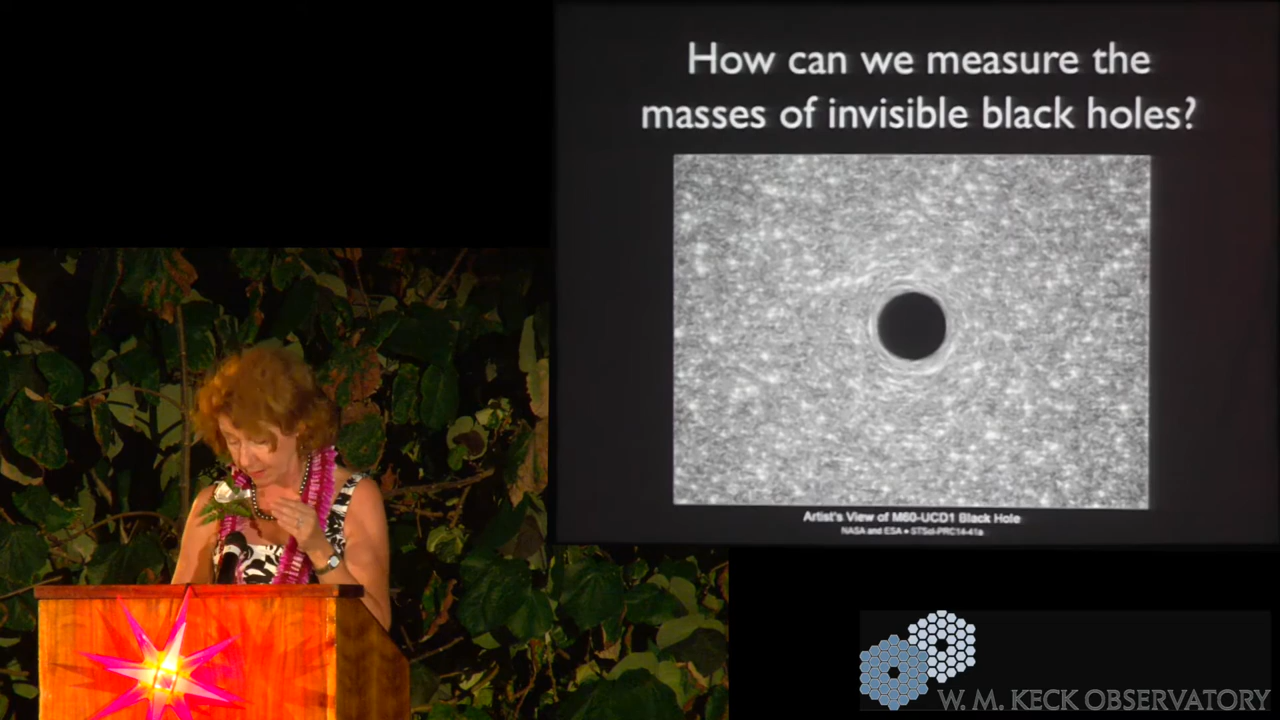 How can we measure the
masses of invisible black holes?
Artist's View of M60-UCD1 Black Hole
NASA and ESA • STScI-PRC14-41a
W. M. KECK OBSERVATORY